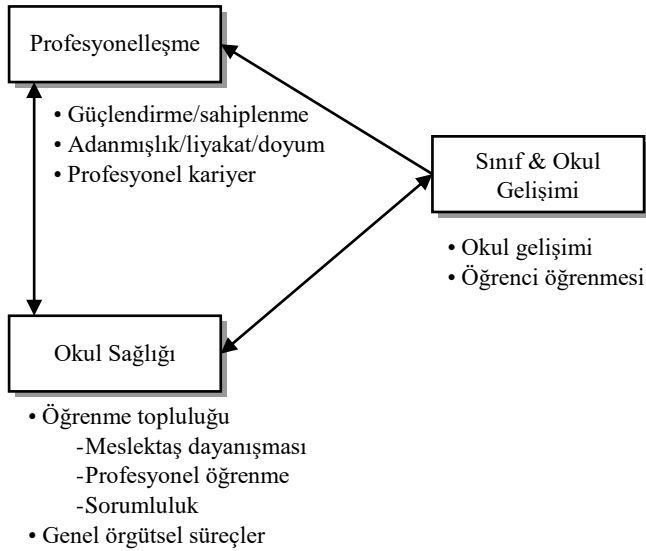 Profesyonelleşme
• Güçlendirme/sahiplenme
• Adanmışlık/liyakat/doyum
• Profesyonel kariyer
Sınıf & Okul
Gelişimi
• Okul gelişimi
• Öğrenci öğrenmesi
Okul Sağlığı
• Öğrenme topluluğu
-Meslektaş dayanışması
-Profesyonel öğrenme
-Sorumluluk
• Genel örgütsel süreçler